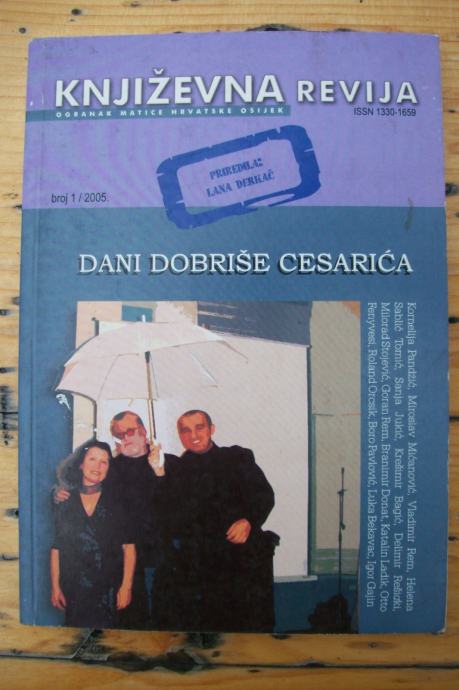 KNJIŽEVNA REVIJA
OGRANAK MATICE HRVATSKE OSIJEK
ISSN 1330-1659
PRIREDILA:
LANA DERKAČ
broj 1 / 2005.
DANI DOBRIŠE CESARIĆA
Kornelija Pandžić, Miroslav Mićanović, Vladimir Rem, Helena
Sablić Tomić, Sanja Jukić, Krešimir Bagić, Delimir Rešicki,
Milorad Stojević, Goran Rem, Branimir Donat, Katalin Ladik, Otto
Fenyvesi, Roland Orcsik, Boro Pavlović, Luka Bekavac, Igor Gajin